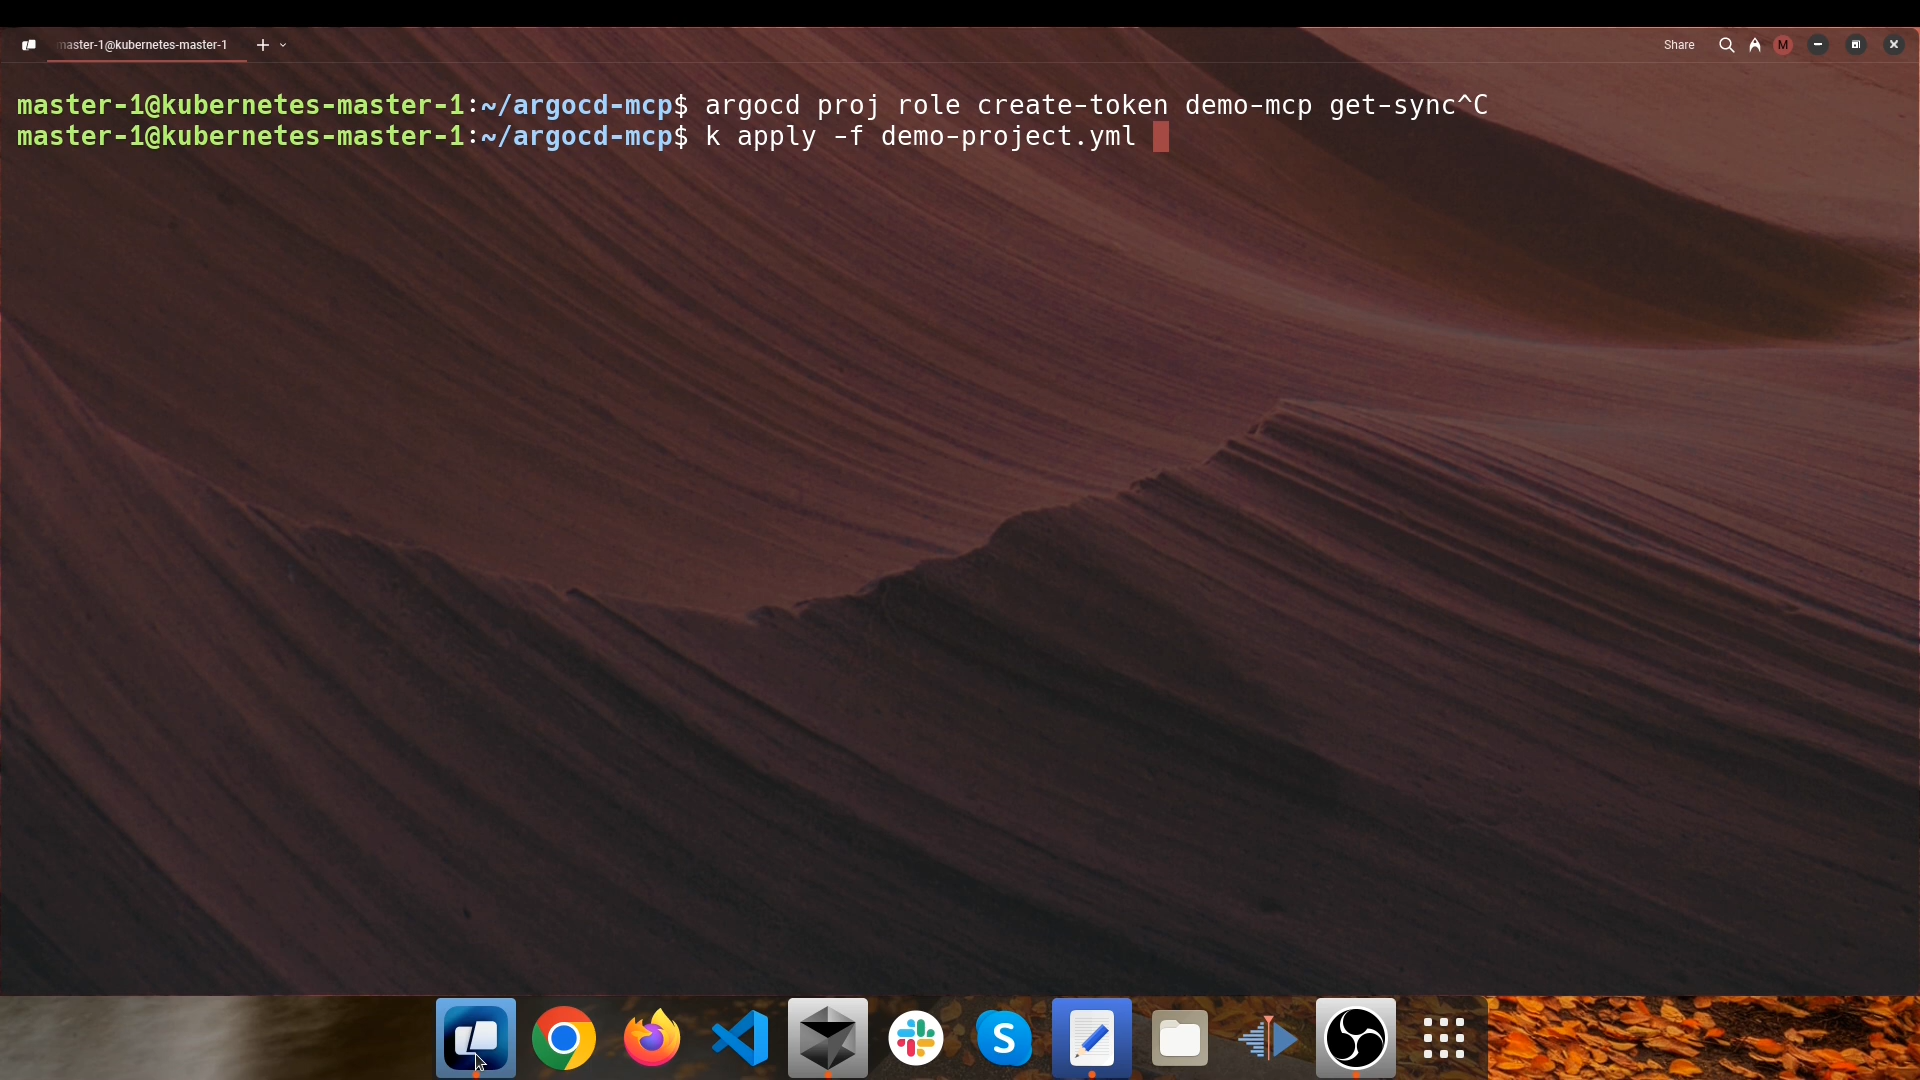 master-1@kubernetes-master-1
Share
M
master-1@kubernetes-master-1:~/argocd-mcp$ argocd proj role create-token demo-mcp get-sync^C
master-1@kubernetes-master-1:~/argocd-mcp$ k apply -f demo-project.yml
S